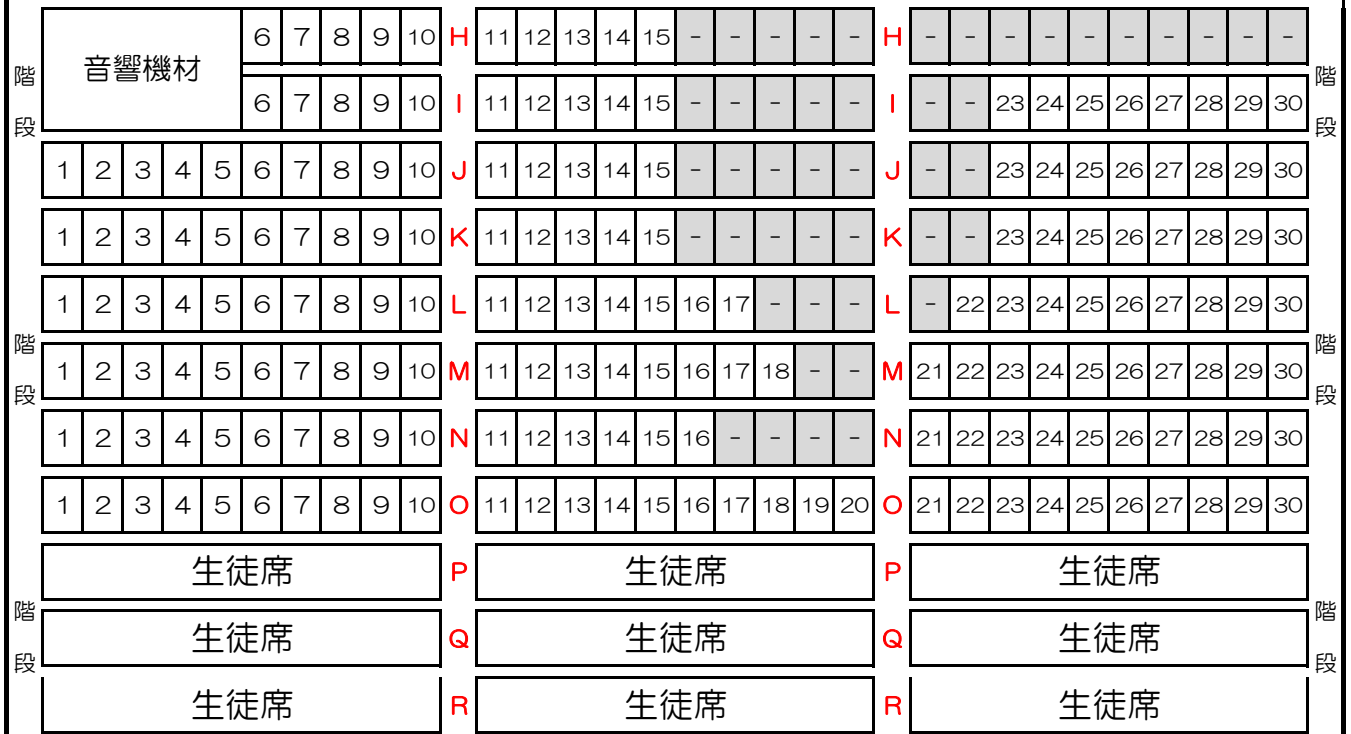 6 7 8 9 10 H 11 12 13 14 15 - - - - - H - - - - - - - - - -
階 音響機材 階
段 6 7 8 9 10 I 11 12 13 14 15 - - - - - I - - 23 24 25 26 27 28 29 30 段
1 2 3 4 5 6 7 8 9 10 J 11 12 13 14 15 - - - - - J - - 23 24 25 26 27 28 29 30
1 2 3 4 5 6 7 8 9 10 K 11 12 13 14 15 - - - - - K - - 23 24 25 26 27 28 29 30
1 2 3 4 5 6 7 8 9 10 L 11 12 13 14 15 16 17 - - - L - 22 23 24 25 26 27 28 29 30
階 階
段 1 2 3 4 5 6 7 8 9 10 M 11 12 13 14 15 16 17 18 - - M 21 22 23 24 25 26 27 28 29 30 段
1 2 3 4 5 6 7 8 9 10 N 11 12 13 14 15 16 - - - - N 21 22 23 24 25 26 27 28 29 30
1 2 3 4 5 6 7 8 9 10 O 11 12 13 14 15 16 17 18 19 20 O 21 22 23 24 25 26 27 28 29 30
生徒席 P 生徒席 P 生徒席
階 階
段 生徒席 Q 生徒席 Q 生徒席 段
生徒席 R 生徒席 R 生徒席